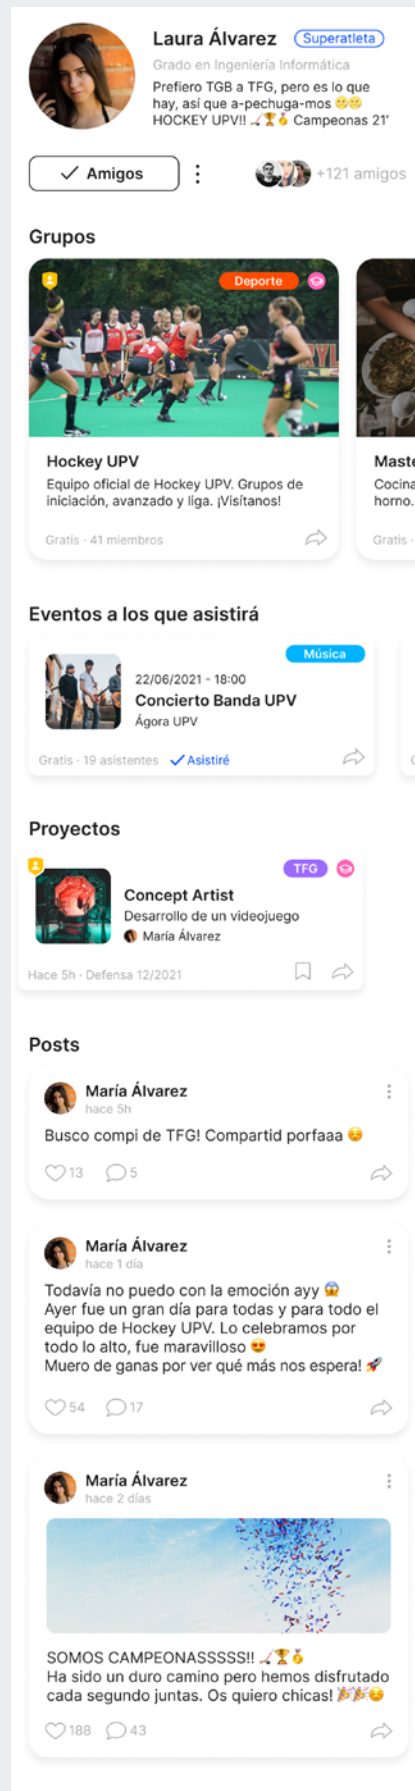 Laura Álvarez Superatleta
Grado en Ingeniería Informática
Prefiero TGB a TFG, pero es lo que
hay, así que a-pechuga-mos 🥴🥴
HOCKEY UPV!! 🏑🏆🥇 Campeonas 21'
Amigos
+121 amigos
Grupos
Deporte
Hockey UPV
Equipo oficial de Hockey UPV. Grupos de
iniciación, avanzado y liga. ¡Visítanos!
Gratis · 41 miembros
Maste
Cocina
horno.
Gratis ·
Eventos a los que asistirá
Música
22/06/2021 - 18:00
Concierto Banda UPV
Ágora UPV
Gratis · 19 asistentes Asistiré
Proyectos
TFG
Concept Artist
Desarrollo de un videojuego
María Álvarez
Hace 5h · Defensa 12/2021
Posts
María Álvarez
hace 5h
Busco compi de TFG! Compartid porfaaa 😣
13 5
María Álvarez
hace 1 día
Todavía no puedo con la emoción ayy 😱
Ayer fue un gran día para todas y para todo el
equipo de Hockey UPV. Lo celebramos por
todo lo alto, fue maravilloso 😍
Muero de ganas por ver qué más nos espera! 🚀
54 17
María Álvarez
hace 2 días
SOMOS CAMPEONASSSSS!! 🏑🏆🥇
Ha sido un duro camino pero hemos disfrutado
cada segundo juntas. Os quiero chicas! 🎉🎉☺️
188 43